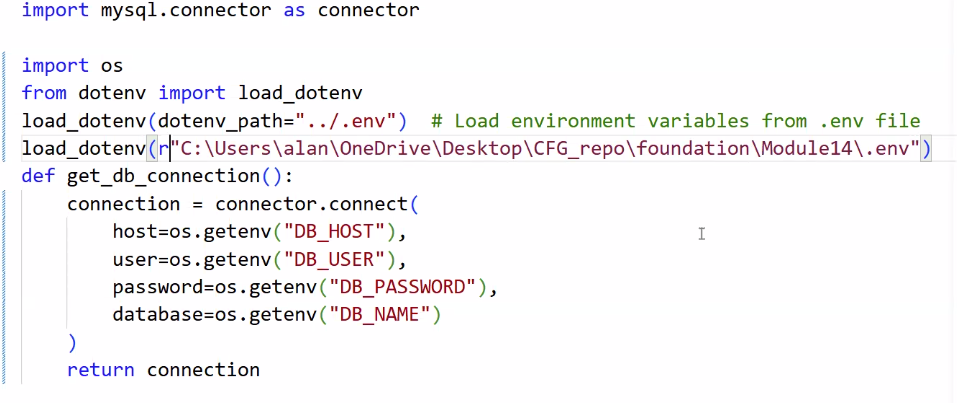 import mysql.connector as connector
import os
from dotenv import load_dotenv
load_dotenv(dotenv_path="../.env")  # Load environment variables from .env file
load_dotenv(r"C:\Users\alan\OneDrive\Desktop\CFG_repo\foundation\Module14\.env")
def get_db_connection():
    connection = connector.connect(
        host=os.getenv("DB_HOST"),
        user=os.getenv("DB_USER"),
        password=os.getenv("DB_PASSWORD"),
        database=os.getenv("DB_NAME")
    )
    return connection